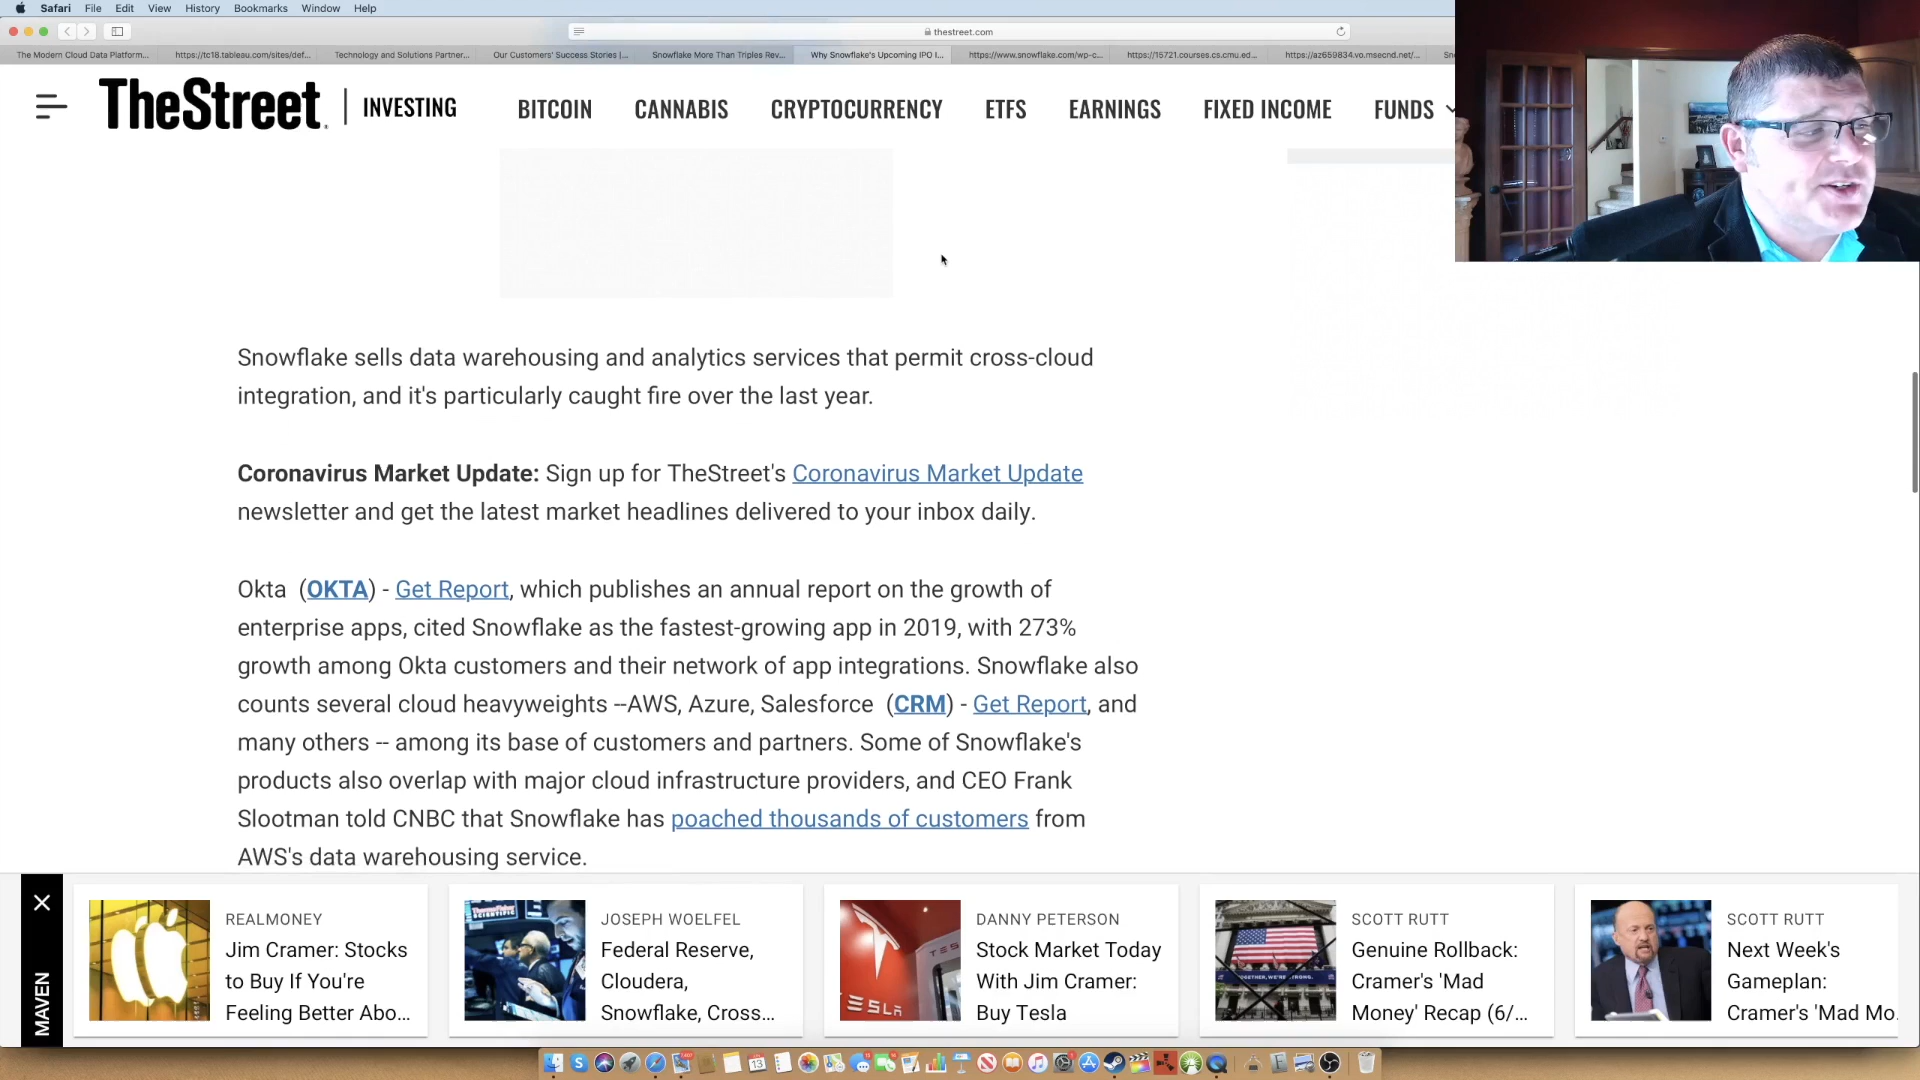 Safari File Edit View History Bookmarks Window Help
thestreet.com
The Modern Cloud Data Platform... https://tc18.tableau.com/sites/def... Technology and Solutions Partner... Our Customers' Success Stories |... Snowflake More Than Triples Rev... Why Snowflake's Upcoming IPO I... https://www.snowflake.com/wp-c... https://15721.courses.cs.cmu.ed... https://az659834.vo.msecnd.net/...
TheStreet INVESTING BITCOIN CANNABIS CRYPTOCURRENCY ETFS EARNINGS FIXED INCOME FUNDS
Snowflake sells data warehousing and analytics services that permit cross-cloud
integration, and it's particularly caught fire over the last year.
Coronavirus Market Update: Sign up for TheStreet's Coronavirus Market Update
newsletter and get the latest market headlines delivered to your inbox daily.
Okta (OKTA) - Get Report, which publishes an annual report on the growth of
enterprise apps, cited Snowflake as the fastest-growing app in 2019, with 273%
growth among Okta customers and their network of app integrations. Snowflake also
counts several cloud heavyweights --AWS, Azure, Salesforce (CRM) - Get Report, and
many others -- among its base of customers and partners. Some of Snowflake's
products also overlap with major cloud infrastructure providers, and CEO Frank
Slootman told CNBC that Snowflake has poached thousands of customers from
AWS's data warehousing service.
MAVEN
REALMONEY
Jim Cramer: Stocks
to Buy If You're
Feeling Better Abo...
JOSEPH WOELFEL
Federal Reserve,
Cloudera,
Snowflake, Cross...
DANNY PETERSON
Stock Market Today
With Jim Cramer:
Buy Tesla
SCOTT RUTT
Genuine Rollback:
Cramer's 'Mad
Money' Recap (6/...
SCOTT RUTT
Next Week's
Gameplan:
Cramer's 'Mad Mo